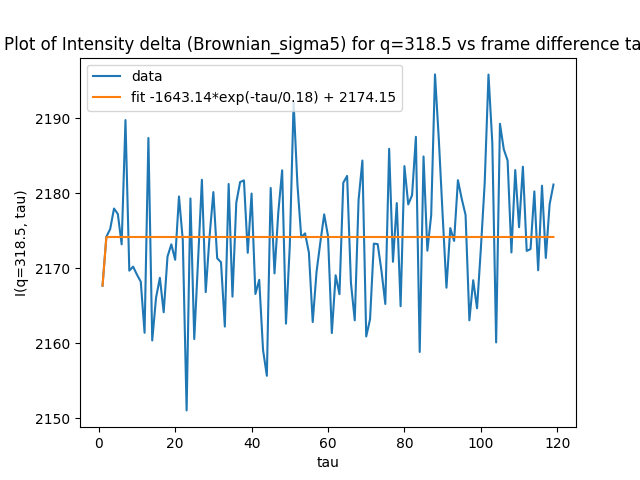 Plot of Intensity delta (Brownian_sigma5) for q=318.5 vs frame difference ta
data
fit -1643.14*exp(-tau/0.18) + 2174.15
I(q=318.5, tau)
2190
2180
2170
2160
2150
0 20 40 60 80 100 120
tau